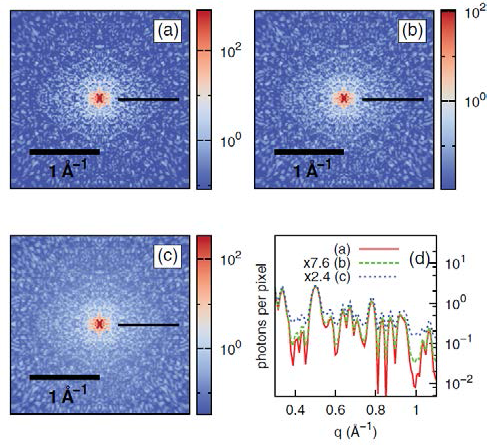 (a)
10²
10⁰
1 Å⁻¹
(b)
10²
10⁰
1 Å⁻¹
(c)
10²
10⁰
1 Å⁻¹
(d)
(a)
x7.6 (b)
x2.4 (c)
photons per pixel
10¹
10⁰
10⁻¹
10⁻²
0.4 0.6 0.8 1
q (Å⁻¹)